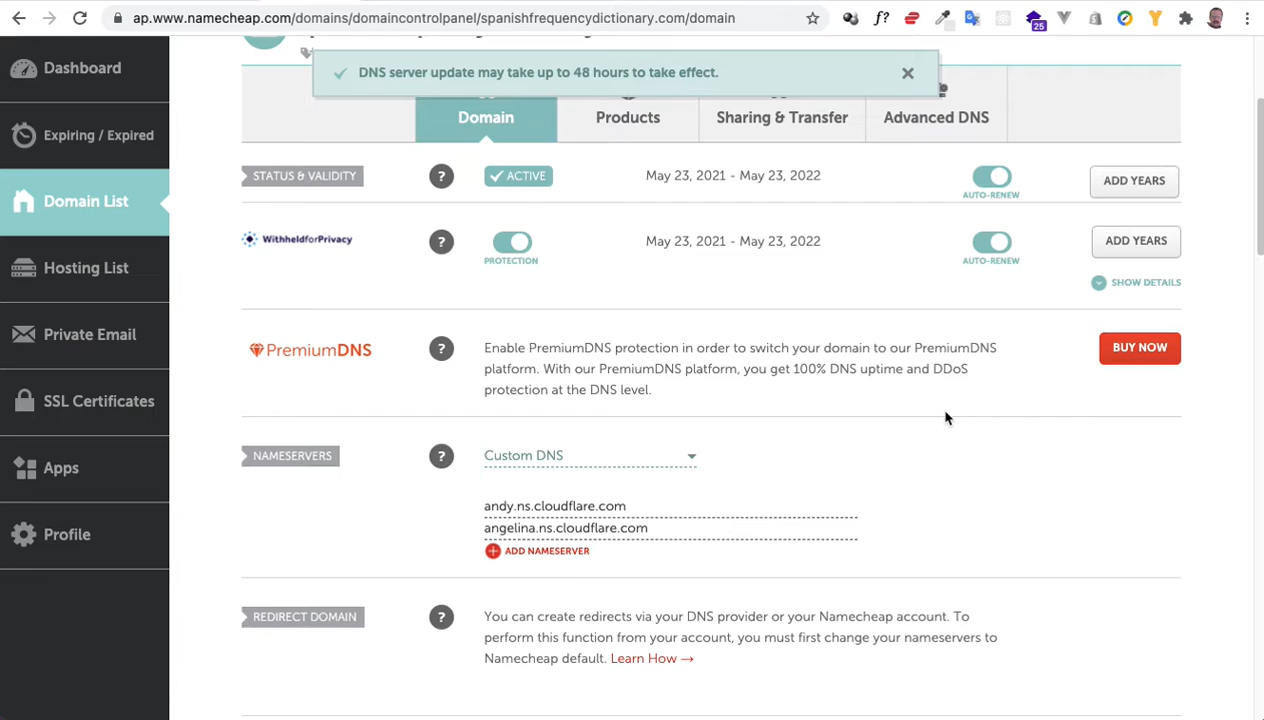 ap.www.namecheap.com/domains/domaincontrolpanel/spanishfrequencydictionary.com/domain
f?
25
DNS server update may take up to 48 hours to take effect.
Dashboard
Expiring / Expired
Domain List
Hosting List
Private Email
SSL Certificates
Apps
Profile
Domain
Products
Sharing & Transfer
Advanced DNS
STATUS & VALIDITY
?
ACTIVE
May 23, 2021 - May 23, 2022
AUTO-RENEW
ADD YEARS
WithheldforPrivacy
?
PROTECTION
May 23, 2021 - May 23, 2022
AUTO-RENEW
ADD YEARS
SHOW DETAILS
PremiumDNS
?
Enable PremiumDNS protection in order to switch your domain to our PremiumDNS
platform. With our PremiumDNS platform, you get 100% DNS uptime and DDoS
protection at the DNS level.
BUY NOW
NAMESERVERS
?
Custom DNS
andy.ns.cloudflare.com
angelina.ns.cloudflare.com
ADD NAMESERVER
REDIRECT DOMAIN
?
You can create redirects via your DNS provider or your Namecheap account. To
perform this function from your account, you must first change your nameservers to
Namecheap default. Learn How →